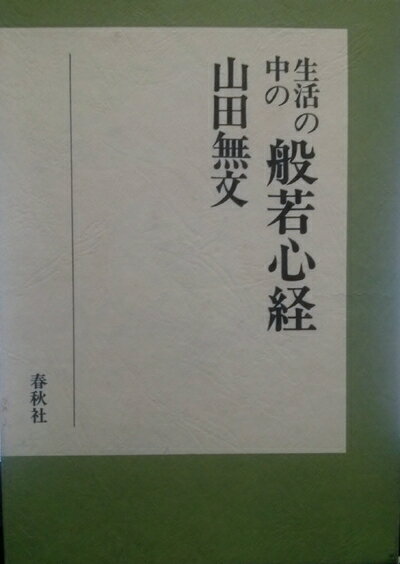 生活の
中の
般若心経
山田無文
春秋社